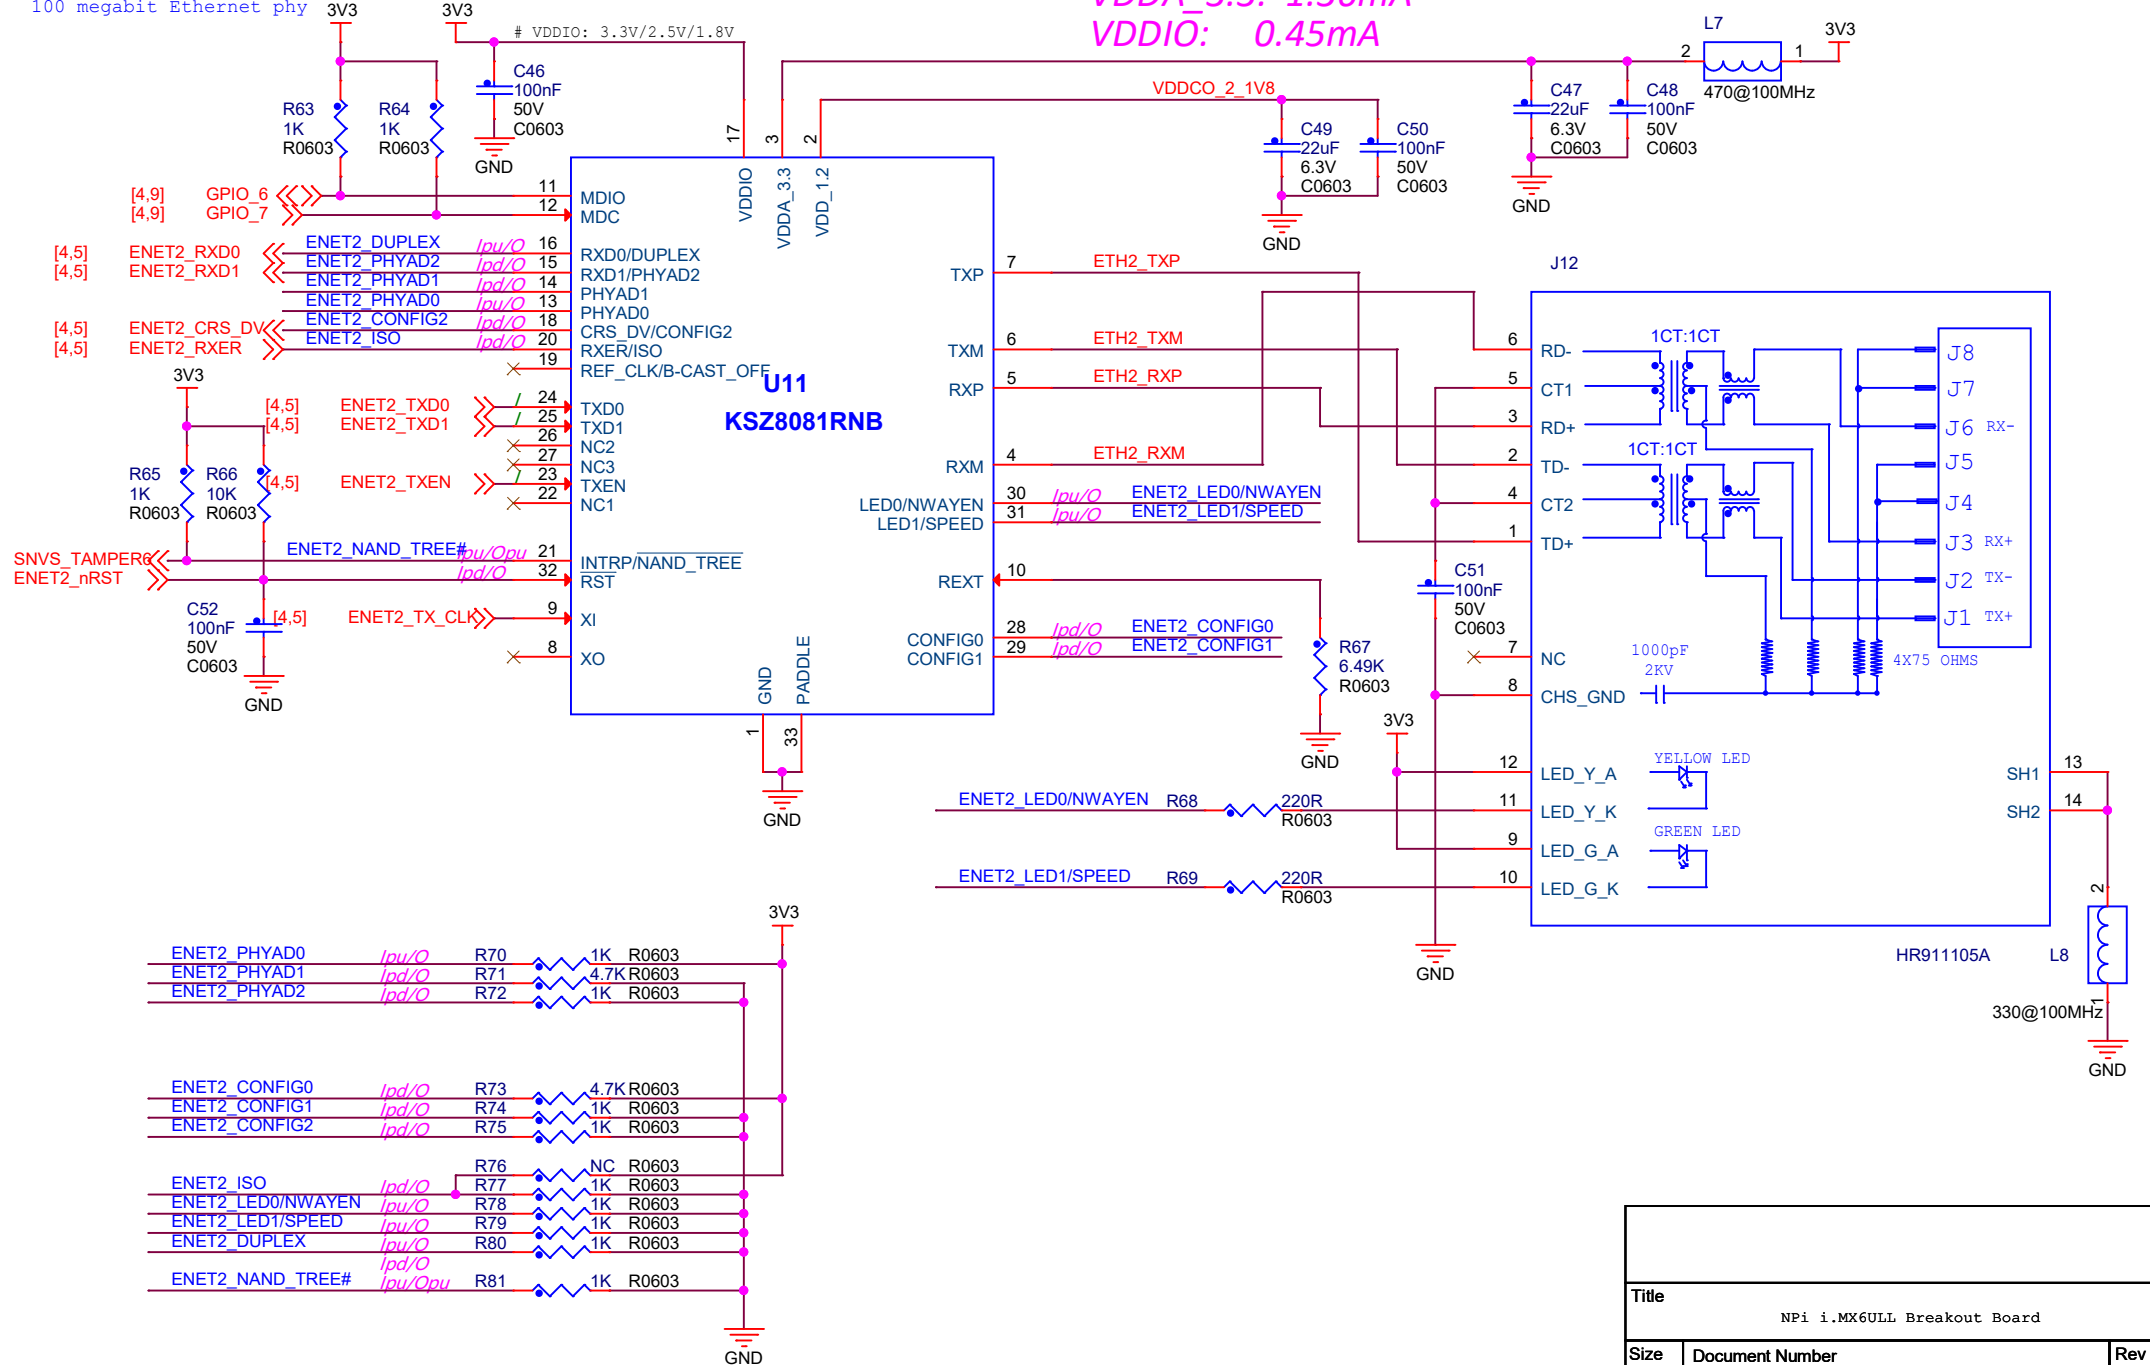 100 megabit Ethernet phy
VDDA_3.3: 1.36mA
VDDIO: 0.45mA
3V3
3V3
# VDDIO: 3.3V/2.5V/1.8V
C46
100nF
50V
C0603
GND
R63
1K
R0603
R64
1K
R0603
VDDCO_2_1V8
C49
22uF
6.3V
C0603
C50
100nF
50V
C0603
GND
C47
22uF
6.3V
C0603
C48
100nF
50V
C0603
GND
L7
2
1
470@100MHz
3V3
17
3
2
VDDIO
VDDA_3.3
VDD_1.2
[4,9] GPIO_6 11 MDIO
[4,9] GPIO_7 12 MDC
[4,5] ENET2_RXD0 ENET2_DUPLEX Ipu/O 16 RXD0/DUPLEX
[4,5] ENET2_RXD1 ENET2_PHYAD2 Ipd/O 15 RXD1/PHYAD2
ENET2_PHYAD1 Ipd/O 14 PHYAD1
ENET2_PHYAD0 Ipu/O 13 PHYAD0
[4,5] ENET2_CRS_DV ENET2_CONFIG2 Ipd/O 18 CRS_DV/CONFIG2
[4,5] ENET2_RXER ENET2_ISO Ipd/O 20 RXER/ISO
19 REF_CLK/B-CAST_OFF
U11
KSZ8081RNB
3V3
[4,5] ENET2_TXD0 24 TXD0
[4,5] ENET2_TXD1 25 TXD1
26 NC2
27 NC3
[4,5] ENET2_TXEN 23 TXEN
22 NC1
R65
1K
R0603
R66
10K
R0603
SNVS_TAMPER6 ENET2_NAND_TREE# Ipu/Opu 21 INTRP/NAND_TREE
ENET2_nRST Ipd/O 32 RST
[4,5] ENET2_TX_CLK 9 XI
8 XO
C52
100nF
50V
C0603
GND
GND
PADDLE
1
33
GND
TXP 7 ETH2_TXP
TXM 6 ETH2_TXM
RXP 5 ETH2_RXP
RXM 4 ETH2_RXM
LED0/NWAYEN 30 Ipu/O ENET2_LED0/NWAYEN
LED1/SPEED 31 Ipu/O ENET2_LED1/SPEED
REXT 10
CONFIG0 28 Ipd/O ENET2_CONFIG0
CONFIG1 29 Ipd/O ENET2_CONFIG1
R67
6.49K
R0603
GND
C51
100nF
50V
C0603
J12
6 RD-
5 CT1
3 RD+
2 TD-
4 CT2
1 TD+
7 NC
8 CHS_GND
1CT:1CT
1CT:1CT
J8
J7
J6 RX-
J5
J4
J3 RX+
J2 TX-
J1 TX+
1000pF
2KV
4X75 OHMS
3V3
12 LED_Y_A
11 LED_Y_K
9 LED_G_A
10 LED_G_K
YELLOW LED
GREEN LED
SH1 13
SH2 14
ENET2_LED0/NWAYEN R68 220R
R0603
ENET2_LED1/SPEED R69 220R
R0603
GND
HR911105A
L8
2
1
330@100MHz
GND
3V3
ENET2_PHYAD0 Ipu/O R70 1K R0603
ENET2_PHYAD1 Ipd/O R71 4.7K R0603
ENET2_PHYAD2 Ipd/O R72 1K R0603
ENET2_CONFIG0 Ipd/O R73 4.7K R0603
ENET2_CONFIG1 Ipd/O R74 1K R0603
ENET2_CONFIG2 Ipd/O R75 1K R0603
R76 NC R0603
ENET2_ISO Ipd/O R77 1K R0603
ENET2_LED0/NWAYEN Ipu/O R78 1K R0603
ENET2_LED1/SPEED Ipu/O R79 1K R0603
ENET2_DUPLEX Ipu/O R80 1K R0603
Ipd/O
ENET2_NAND_TREE# Ipu/Opu R81 1K R0603
GND
Title
NPi i.MX6ULL Breakout Board
Size Document Number Rev